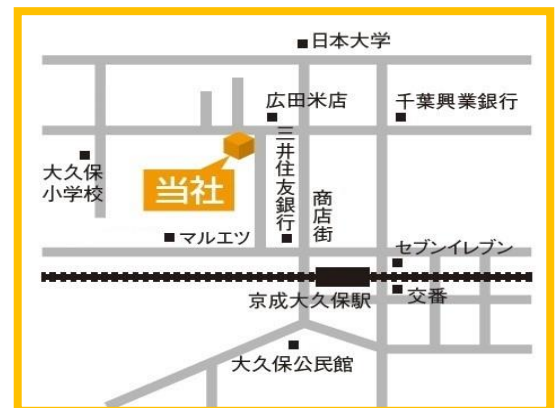 日本大学
広田米店
千葉興業銀行
三井住友銀行
大久保
小学校
当社
商店街
マルエツ
セブンイレブン
京成大久保駅
交番
大久保公民館